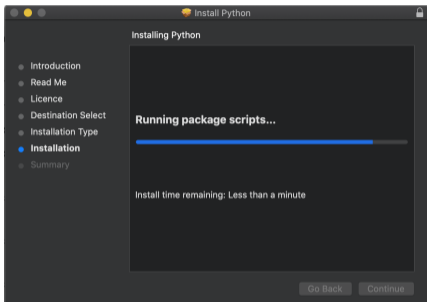 Install Python
Installing Python
Introduction
Read Me
Licence
Destination Select
Installation Type
Installation
Summary
Running package scripts...
Install time remaining: Less than a minute
Go Back
Continue